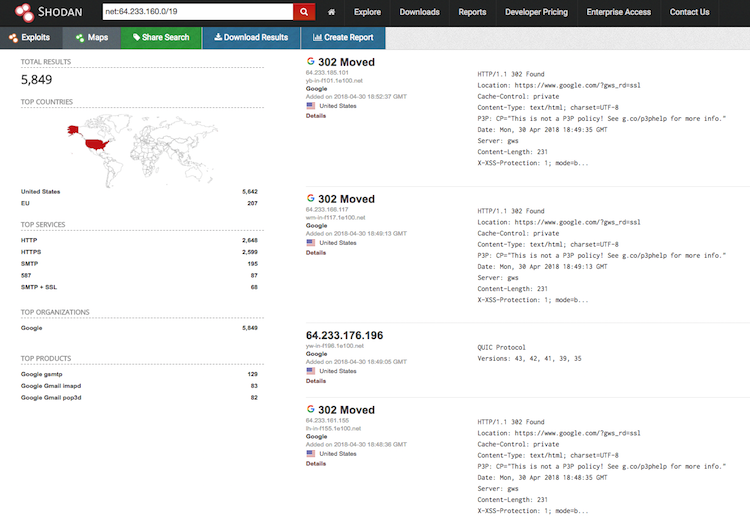 SHODAN
net:64.233.160.0/19
Explore
Downloads
Reports
Developer Pricing
Enterprise Access
Contact Us
Exploits
Maps
Share Search
Download Results
Create Report
TOTAL RESULTS
5,849
TOP COUNTRIES
United States 5,642
EU 207
TOP SERVICES
HTTP 2,648
HTTPS 2,599
SMTP 195
587 87
SMTP + SSL 68
TOP ORGANIZATIONS
Google 5,849
TOP PRODUCTS
Google gsmtp 129
Google Gmail imapd 83
Google Gmail pop3d 82
302 Moved
64.233.185.101
yb-in-f101.1e100.net
Google
Added on 2018-04-30 18:52:37 GMT
United States
Details
HTTP/1.1 302 Found
Location: https://www.google.com/?gws_rd=ssl
Cache-Control: private
Content-Type: text/html; charset=UTF-8
P3P: CP="This is not a P3P policy! See g.co/p3phelp for more info."
Date: Mon, 30 Apr 2018 18:49:35 GMT
Server: gws
Content-Length: 231
X-XSS-Protection: 1; mode=b...
302 Moved
64.233.168.117
wm-in-f117.1e100.net
Google
Added on 2018-04-30 18:49:13 GMT
United States
Details
HTTP/1.1 302 Found
Location: https://www.google.com/?gws_rd=ssl
Cache-Control: private
Content-Type: text/html; charset=UTF-8
P3P: CP="This is not a P3P policy! See g.co/p3phelp for more info."
Date: Mon, 30 Apr 2018 18:49:13 GMT
Server: gws
Content-Length: 231
X-XSS-Protection: 1; mode=b...
64.233.176.196
yw-in-f196.1e100.net
Google
Added on 2018-04-30 18:49:05 GMT
United States
Details
QUIC Protocol
Versions: 43, 42, 41, 39, 35
302 Moved
64.233.161.155
lh-in-f155.1e100.net
Google
Added on 2018-04-30 18:48:36 GMT
United States
Details
HTTP/1.1 302 Found
Location: https://www.google.com/?gws_rd=ssl
Cache-Control: private
Content-Type: text/html; charset=UTF-8
P3P: CP="This is not a P3P policy! See g.co/p3phelp for more info."
Date: Mon, 30 Apr 2018 18:48:35 GMT
Server: gws
Content-Length: 231
X-XSS-Protection: 1; mode=b...